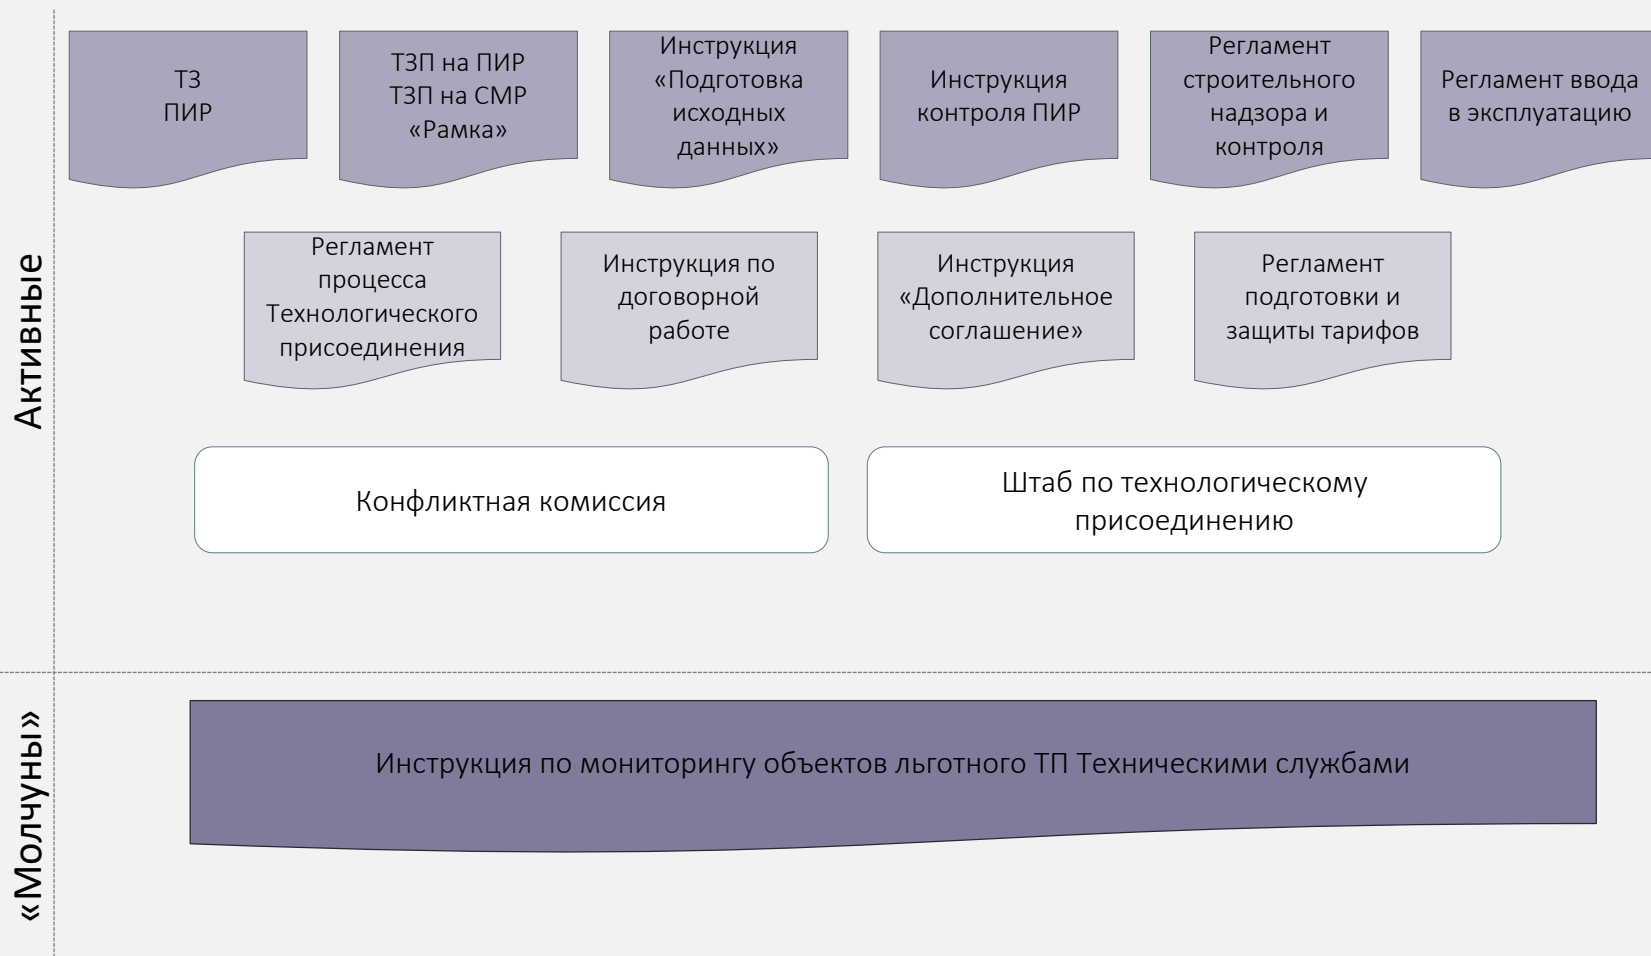 Активные
ТЗ
ПИР
ТЗП на ПИР
ТЗП на СМР
«Рамка»
Инструкция
«Подготовка
исходных
данных»
Инструкция
контроля ПИР
Регламент
строительного
надзора и
контроля
Регламент ввода
в эксплуатацию
Регламент
процесса
Технологического
присоединения
Инструкция по
договорной
работе
Инструкция
«Дополнительное
соглашение»
Регламент
подготовки и
защиты тарифов
Конфликтная комиссия
Штаб по технологическому
присоединению
«Молчуны»
Инструкция по мониторингу объектов льготного ТП Техническими службами